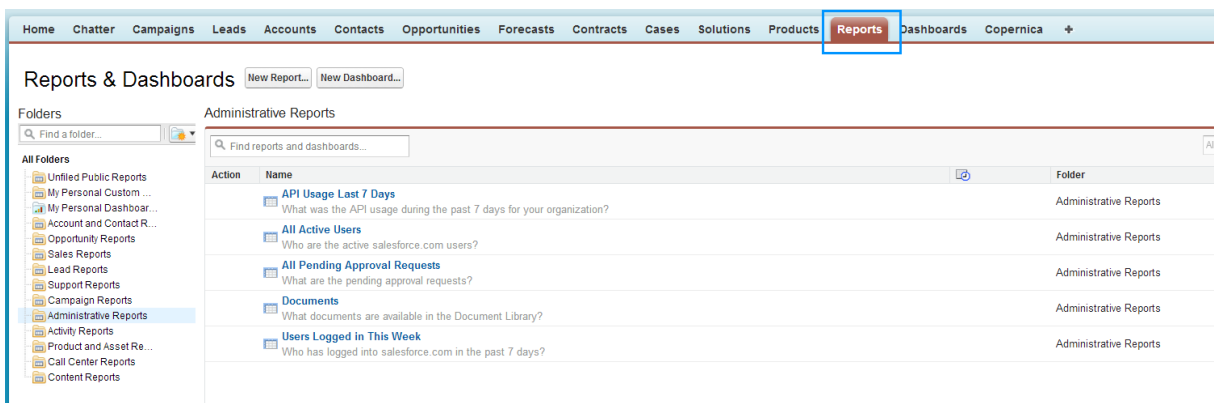 Home Chatter Campaigns Leads Accounts Contacts Opportunities Forecasts Contracts Cases Solutions Products Reports Dashboards Copernica +
Reports & Dashboards New Report... New Dashboard...
Folders
Find a folder...
All Folders
Unfiled Public Reports
My Personal Custom ...
My Personal Dashboar...
Account and Contact R...
Opportunity Reports
Sales Reports
Lead Reports
Support Reports
Campaign Reports
Administrative Reports
Activity Reports
Product and Asset Re...
Call Center Reports
Content Reports
Administrative Reports
Find reports and dashboards...
Al
Action Name Folder
API Usage Last 7 Days
What was the API usage during the past 7 days for your organization?
Administrative Reports
All Active Users
Who are the active salesforce.com users?
Administrative Reports
All Pending Approval Requests
What are the pending approval requests?
Administrative Reports
Documents
What documents are available in the Document Library?
Administrative Reports
Users Logged in This Week
Who has logged into salesforce.com in the past 7 days?
Administrative Reports